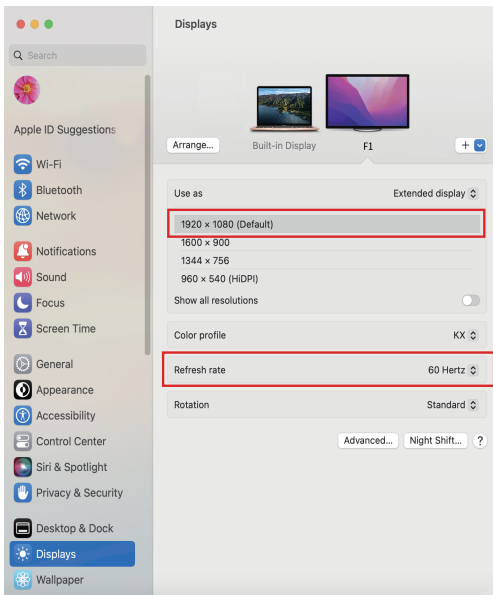 Displays
Search
Apple ID Suggestions
Wi-Fi
Bluetooth
Network
Notifications
Sound
Focus
Screen Time
General
Appearance
Accessibility
Control Center
Siri & Spotlight
Privacy & Security
Desktop & Dock
Displays
Wallpaper
Arrange...
Built-in Display
F1
+
Use as Extended display
1920 × 1080 (Default)
1600 × 900
1344 × 756
960 × 540 (HiDPI)
Show all resolutions
Color profile KX
Refresh rate 60 Hertz
Rotation Standard
Advanced... Night Shift... ?